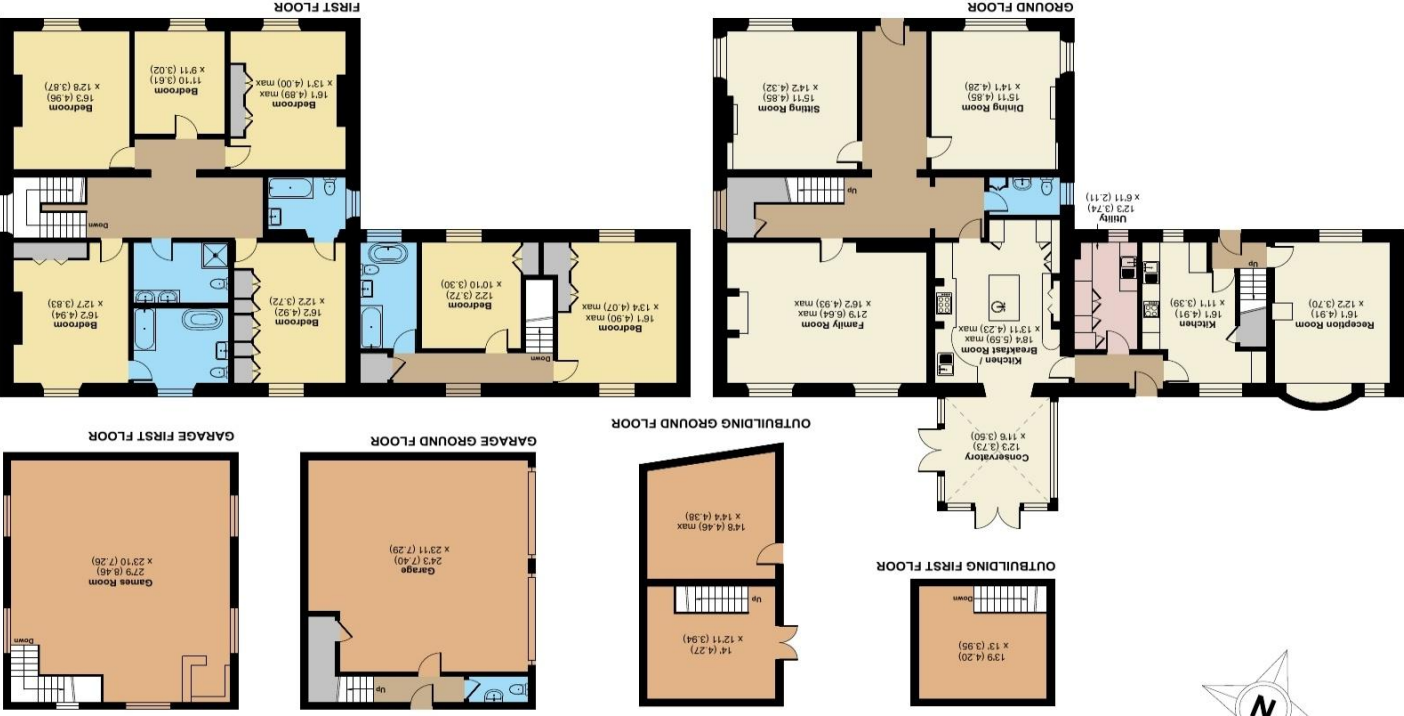 N
13'9 (4.20)
x 13' (3.95)
Down
OUTBUILDING FIRST FLOOR
14' (4.27)
x 12'11 (3.94)
Up
14'8 (4.46) max
x 14'4 (4.38)
OUTBUILDING GROUND FLOOR
Up
Garage
24'3 (7.40)
x 23'11 (7.29)
GARAGE GROUND FLOOR
Down
Games Room
27'9 (8.46)
x 23'10 (7.26)
GARAGE FIRST FLOOR
Conservatory
12'3 (3.73)
x 11'6 (3.50)
Reception Room
16'1 (4.91)
x 12'2 (3.70)
Up
Kitchen
16'1 (4.91)
x 11'1 (3.39)
Utility
12'3 (3.74)
x 6'11 (2.11)
Kitchen /
Breakfast Room
18'4 (5.59) max
x 13'11 (4.23) max
Family Room
21'9 (6.64) max
x 16'2 (4.93)
Up
Dining Room
15'11 (4.85)
x 14'1 (4.28)
Sitting Room
15'11 (4.85)
x 14'2 (4.32)
GROUND FLOOR
Bedroom
16'1 (4.90) max
x 13'4 (4.07) max
Down
Bedroom
12'2 (3.72)
x 10'10 (3.30)
Bedroom
16'2 (4.92)
x 12'2 (3.72)
Bedroom
16'2 (4.94)
x 12'7 (3.83)
Down
Bedroom
16'1 (4.89) max
x 13'1 (4.00) max
Bedroom
11'10 (3.61)
x 9'11 (3.02)
Bedroom
16'3 (4.96)
x 12'8 (3.87)
FIRST FLOOR